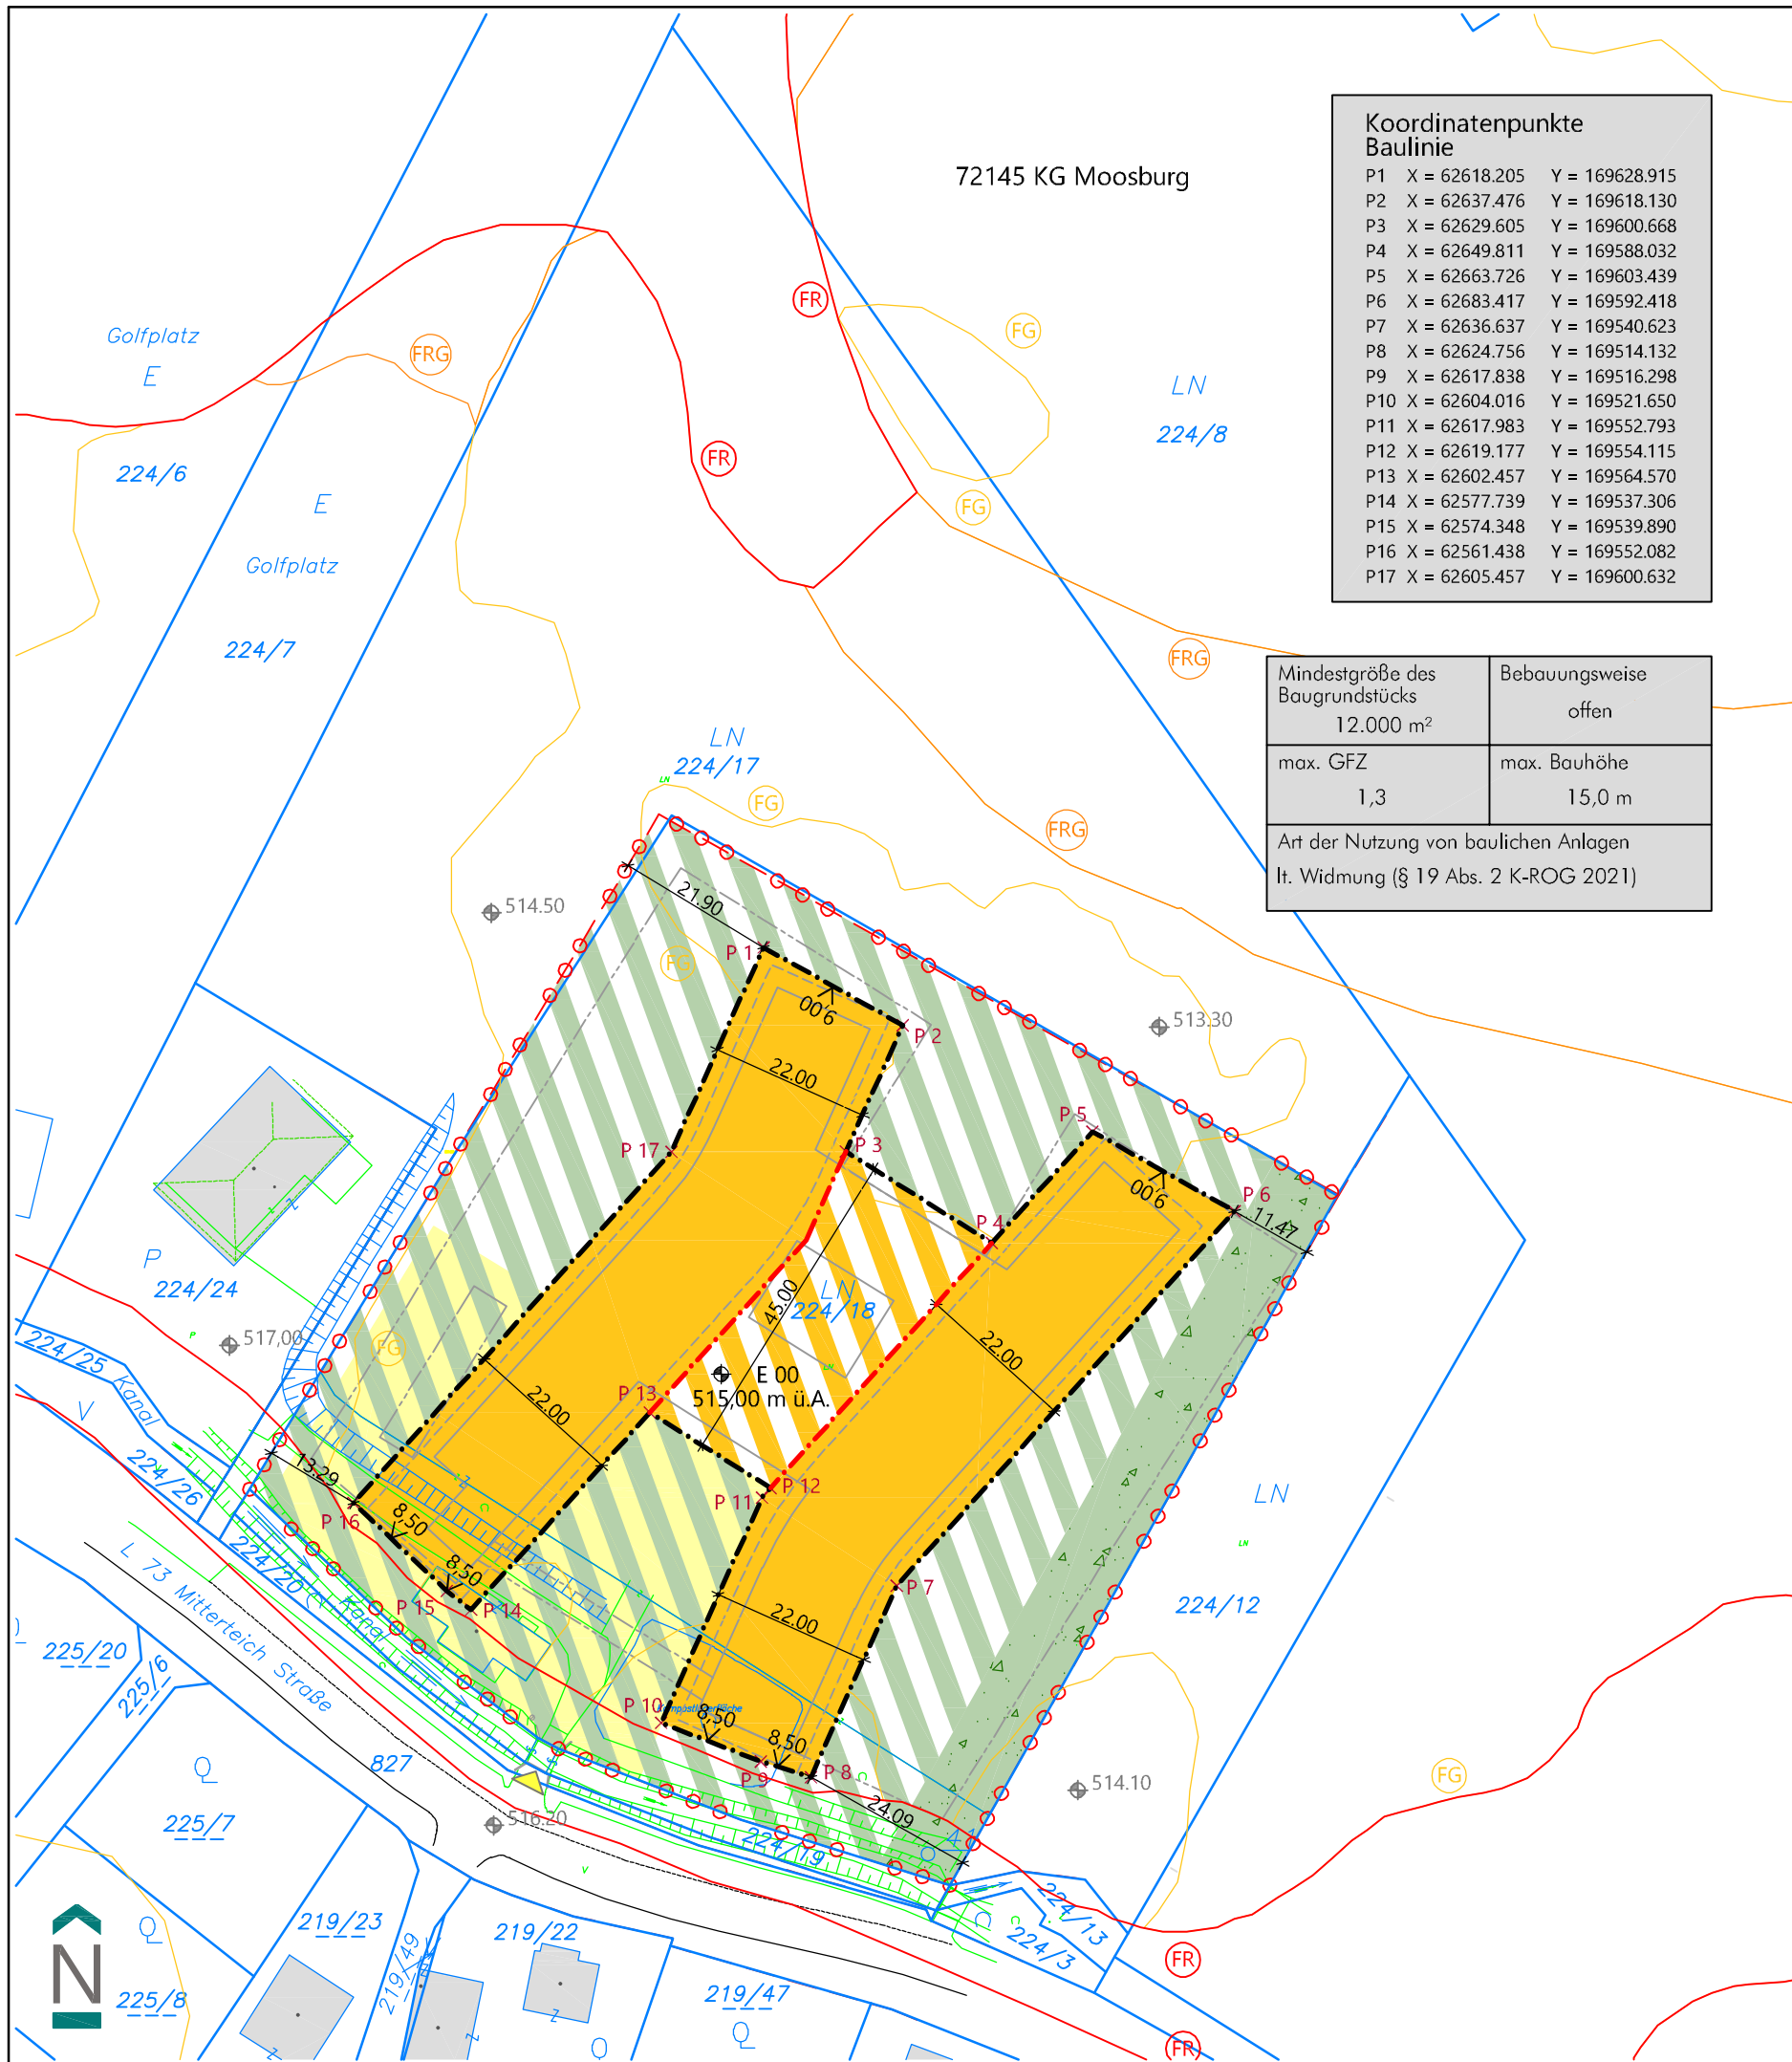 72145 KG Moosburg
Koordinatenpunkte
Baulinie
P1 X = 62618.205 Y = 169628.915
P2 X = 62637.476 Y = 169618.130
P3 X = 62629.605 Y = 169600.668
P4 X = 62649.811 Y = 169588.032
P5 X = 62663.726 Y = 169603.439
P6 X = 62683.417 Y = 169592.418
P7 X = 62636.637 Y = 169540.623
P8 X = 62624.756 Y = 169514.132
P9 X = 62617.838 Y = 169516.298
P10 X = 62604.016 Y = 169521.650
P11 X = 62617.983 Y = 169552.793
P12 X = 62619.177 Y = 169554.115
P13 X = 62602.457 Y = 169564.570
P14 X = 62577.739 Y = 169537.306
P15 X = 62574.348 Y = 169539.890
P16 X = 62561.438 Y = 169552.082
P17 X = 62605.457 Y = 169600.632
Mindestgröße des
Baugrundstücks
12.000 m²
Bebauungsweise
offen
max. GFZ
1,3
max. Bauhöhe
15,0 m
Art der Nutzung von baulichen Anlagen
lt. Widmung (§ 19 Abs. 2 K-ROG 2021)
FR
FG
Golfplatz
E
FRG
LN
224/8
FR
224/6
E
FG
Golfplatz
224/7
FRG
LN
224/17
LN
FG
FRG
21.90
514.50
P 1
FG
9,00
513.30
P 2
22.00
P 5
P 3
P 17
9,00
P 6
11.47
P 4
Z
P
224/24
LN
224/18
45.00
P
517,00
224/25
FG
22.00
LN
E 00
515,00 m ü.A.
Kanal
V
P 13
22.00
224/26
13.29
LN
P 12
P 11
P 16
8,50
LN
224/20
8,50
P 7
L 73 Mitterteich Straße
Kanal
P 15
P 14
224/12
22.00
225/20
225/6
P 10
8,50
8,50
P 9
P 8
827
Q
514.10
FG
225/7
516.20
24.09
224/19
41
V
Q
219/23
219/22
224/13
224/3
219/49
FR
N
225/8
219/47
Q
Z
Z
Z
Q
FR